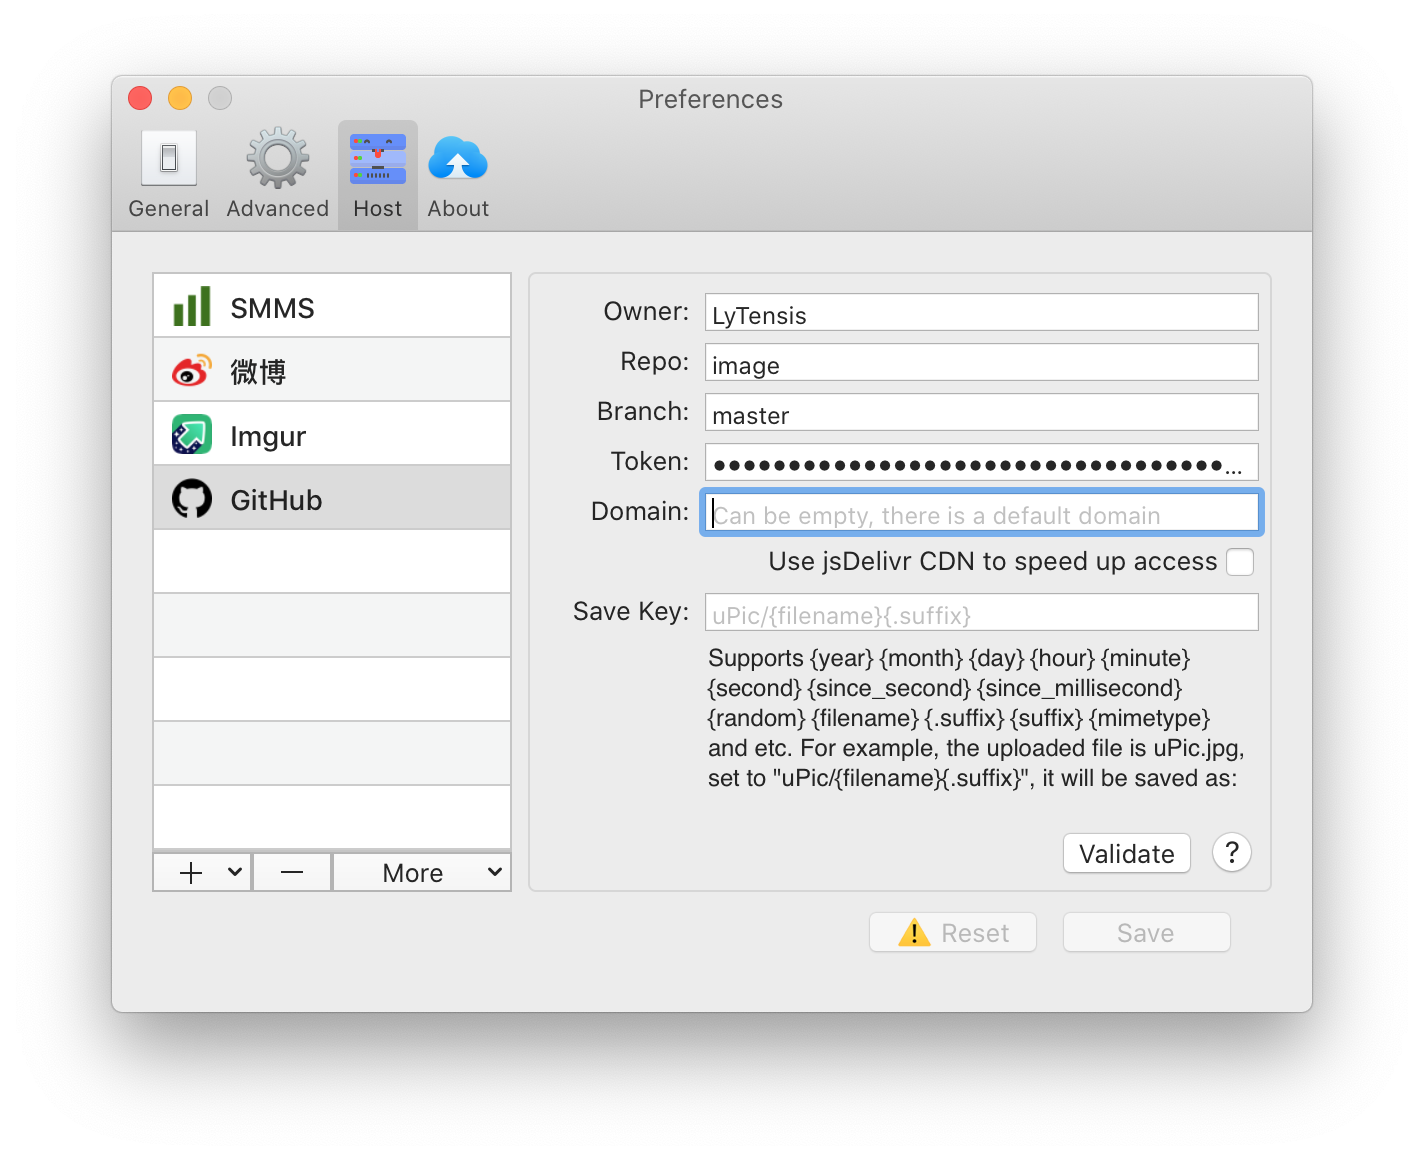 Preferences
General Advanced Host About
SMMS
微博
Imgur
GitHub
+ − More
Owner: LyTensis
Repo: image
Branch: master
Token: ●●●●●●●●●●●●●●●●●●●●●●●●●●●●●●●●●●...
Domain: Can be empty, there is a default domain
Use jsDelivr CDN to speed up access
Save Key: uPic/{filename}{.suffix}
Supports {year} {month} {day} {hour} {minute}
{second} {since_second} {since_millisecond}
{random} {filename} {.suffix} {suffix} {mimetype}
and etc. For example, the uploaded file is uPic.jpg,
set to "uPic/{filename}{.suffix}", it will be saved as:
Validate ?
Reset Save